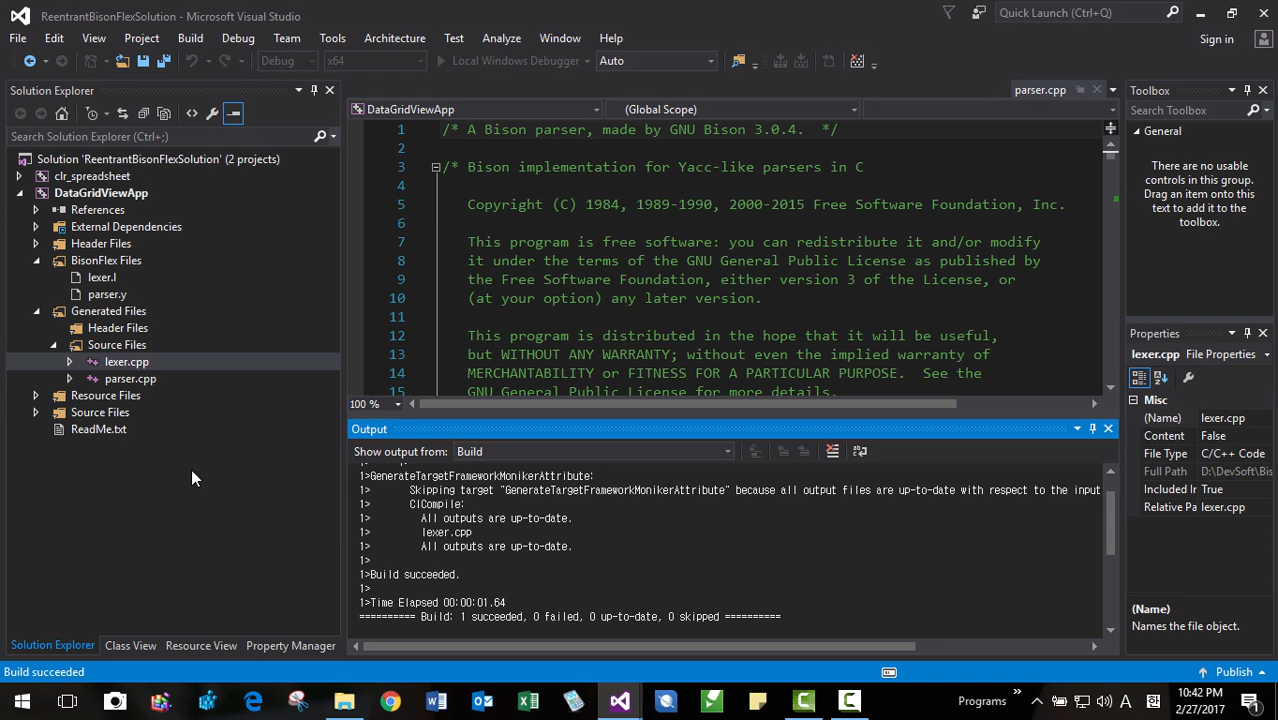 ReentrantBisonFlexSolution - Microsoft Visual Studio
Quick Launch (Ctrl+Q)
File Edit View Project Build Debug Team Tools Architecture Test Analyze Window Help
Sign in
Debug x64 Local Windows Debugger Auto
Solution Explorer
Search Solution Explorer (Ctrl+;)
Solution 'ReentrantBisonFlexSolution' (2 projects)
clr_spreadsheet
DataGridViewApp
References
External Dependencies
Header Files
BisonFlex Files
lexer.l
parser.y
Generated Files
Header Files
Source Files
lexer.cpp
parser.cpp
Resource Files
Source Files
ReadMe.txt
Solution Explorer Class View Resource View Property Manager
parser.cpp
DataGridViewApp (Global Scope)
1 /* A Bison parser, made by GNU Bison 3.0.4. */
2
3 /* Bison implementation for Yacc-like parsers in C
4
5 Copyright (C) 1984, 1989-1990, 2000-2015 Free Software Foundation, Inc.
6
7 This program is free software: you can redistribute it and/or modify
8 it under the terms of the GNU General Public License as published by
9 the Free Software Foundation, either version 3 of the License, or
10 (at your option) any later version.
11
12 This program is distributed in the hope that it will be useful,
13 but WITHOUT ANY WARRANTY; without even the implied warranty of
14 MERCHANTABILITY or FITNESS FOR A PARTICULAR PURPOSE. See the
15 GNU General Public License for more details.
100 %
Output
Show output from: Build
1>GenerateTargetFrameworkMonikerAttribute:
1> Skipping target "GenerateTargetFrameworkMonikerAttribute" because all output files are up-to-date with respect to the input
1> ClCompile:
1> All outputs are up-to-date.
1> lexer.cpp
1> All outputs are up-to-date.
1>
1>Build succeeded.
1>
1>Time Elapsed 00:00:01.64
========== Build: 1 succeeded, 0 failed, 0 up-to-date, 0 skipped ==========
Toolbox
Search Toolbox
General
There are no usable
controls in this group.
Drag an item onto this
text to add it to the
toolbox.
Properties
lexer.cpp File Properties
Misc
(Name) lexer.cpp
Content False
File Type C/C++ Code
Full Path D:\DevSoft\Bis
Included Ir True
Relative Pa lexer.cpp
(Name)
Names the file object.
Build succeeded
Publish
Programs
A
10:42 PM
2/27/2017